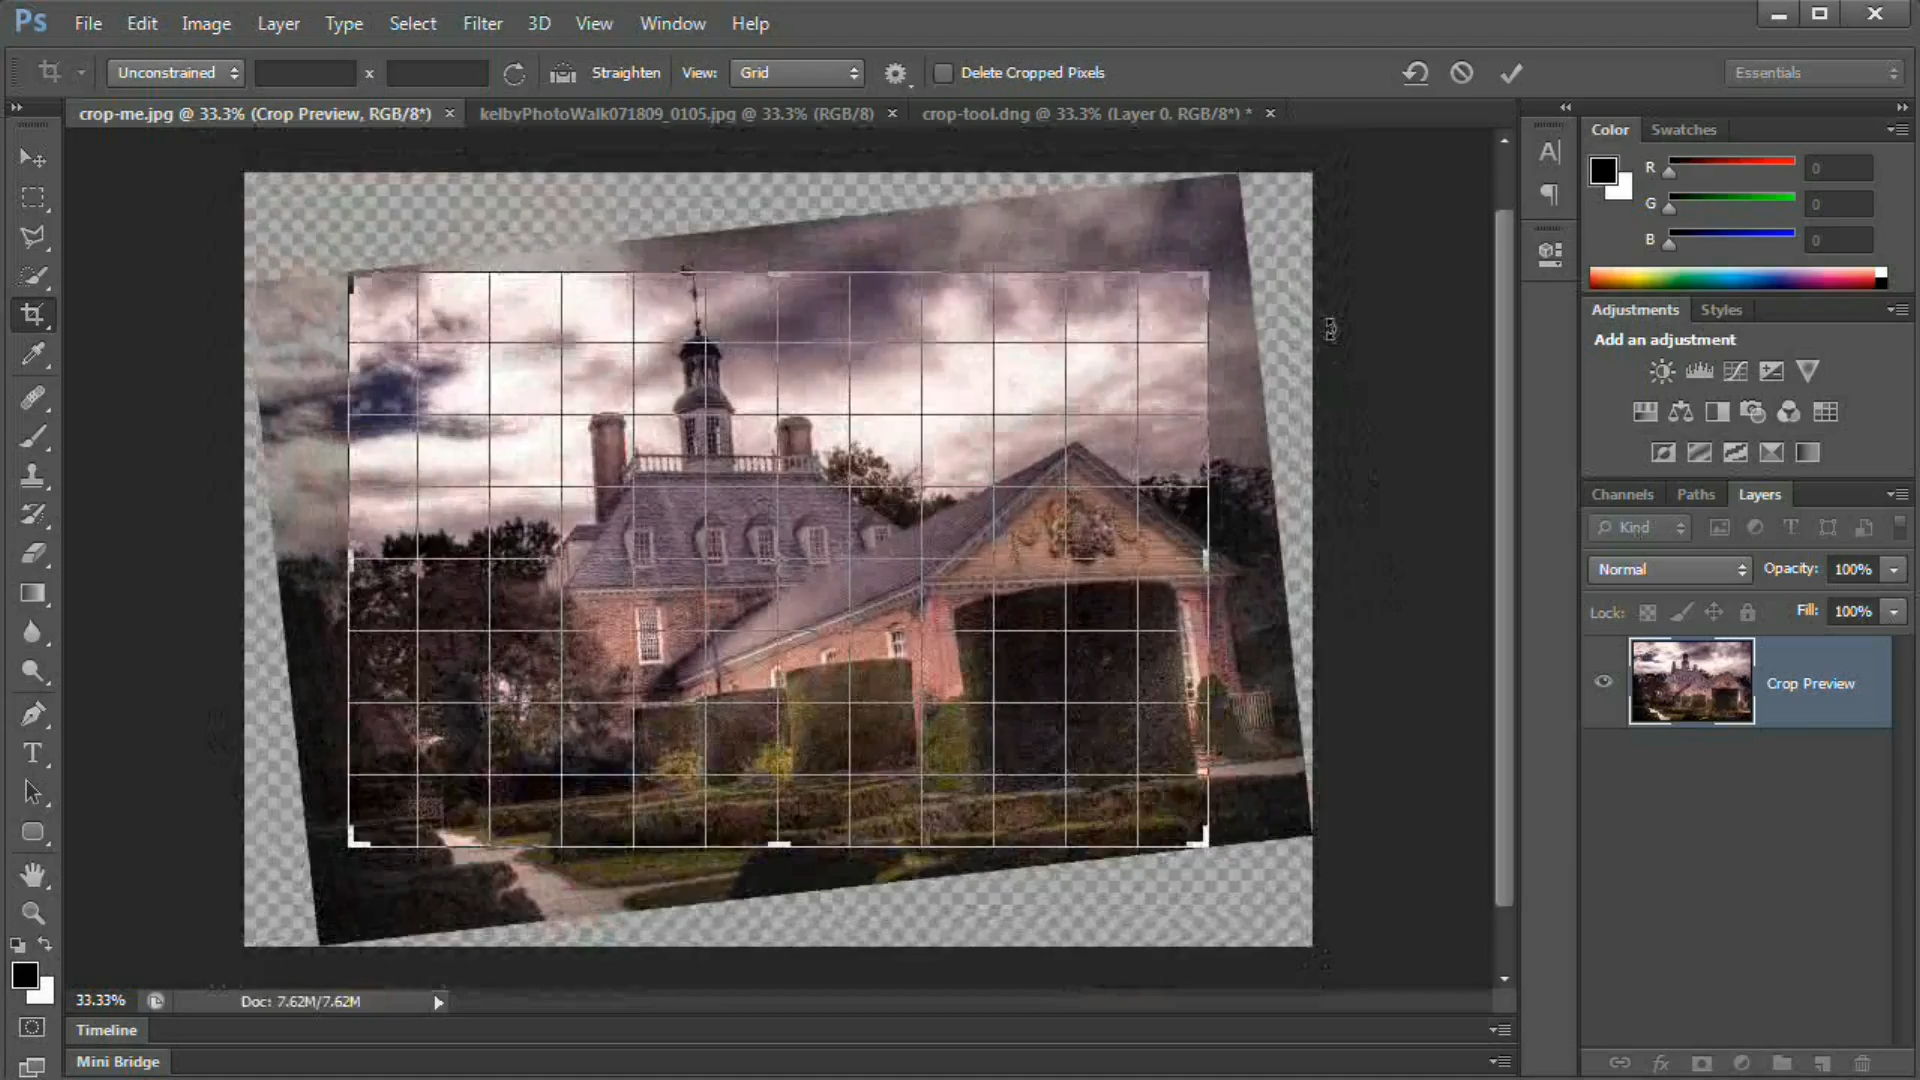 Ps File Edit Image Layer Type Select Filter 3D View Window Help
Unconstrained x Straighten View: Grid Delete Cropped Pixels Essentials
crop-me.jpg @ 33.3% (Crop Preview, RGB/8*) × kelbyPhotoWalk071809_0105.jpg @ 33.3% (RGB/8) × crop-tool.dng @ 33.3% (Layer 0, RGB/8*) * ×
Color Swatches
R 0
G 0
B 0
Adjustments Styles
Add an adjustment
Channels Paths Layers
Kind
Normal Opacity: 100%
Lock: Fill: 100%
Crop Preview
33.33% Doc: 7.62M/7.62M
Timeline
Mini Bridge